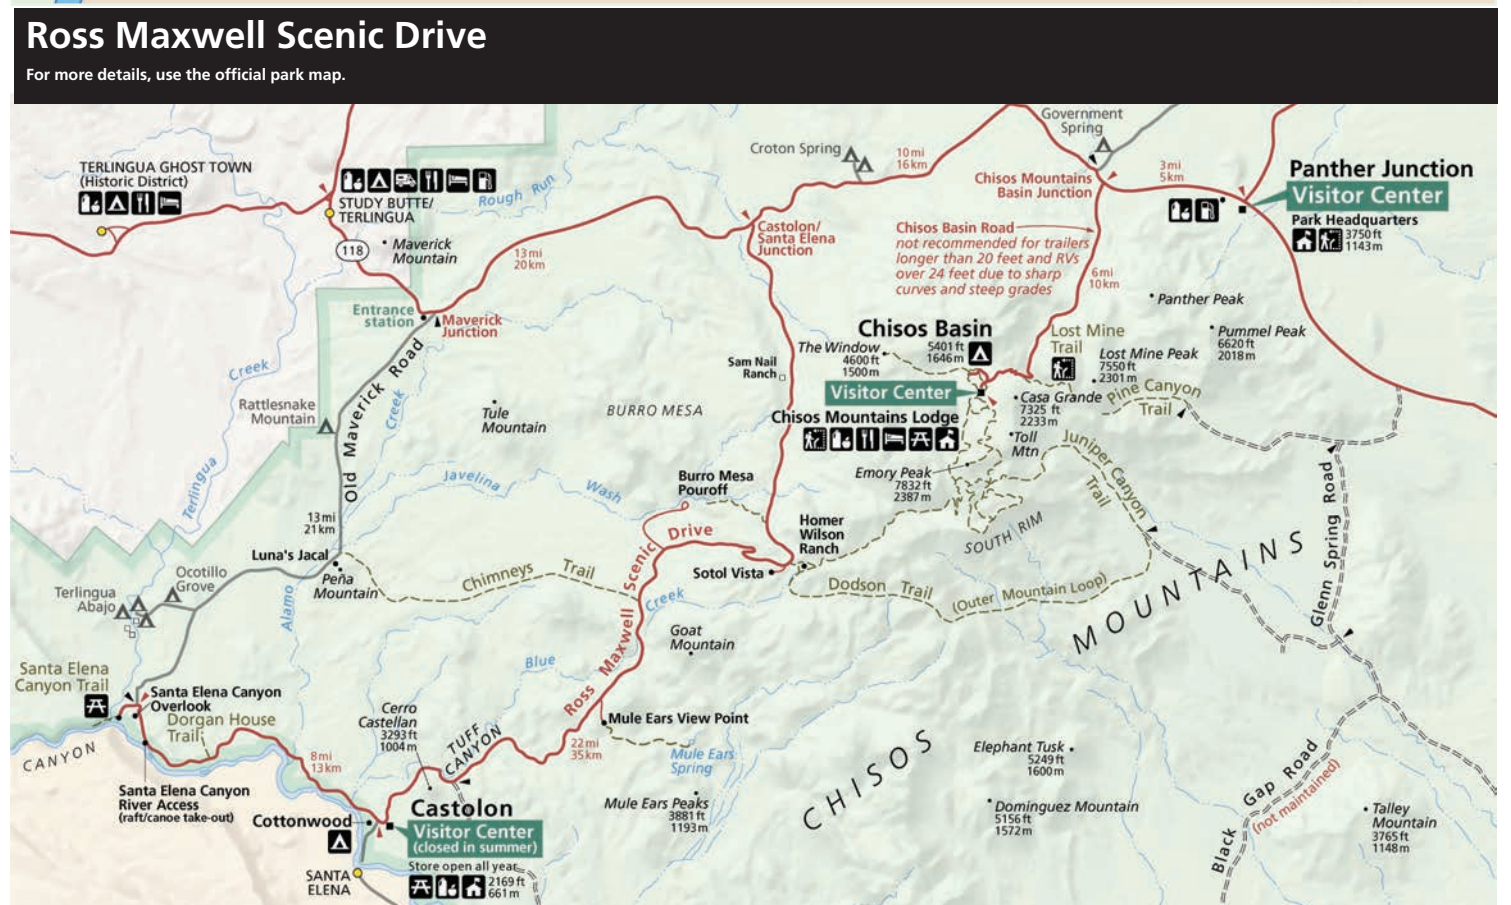 Ross Maxwell Scenic Drive
For more details, use the official park map.
TERLINGUA GHOST TOWN
(Historic District)
STUDY BUTTE/
TERLINGUA
118
Maverick
Mountain
Rough Run
13 mi
20 km
Entrance
station
Maverick
Junction
Croton Spring
10 mi
16 km
Government
Spring
Chisos Mountains
Basin Junction
3 mi
5 km
Panther Junction
Visitor Center
Park Headquarters
3750 ft
1143 m
Castolon/
Santa Elena
Junction
Chisos Basin Road
not recommended for trailers
longer than 20 feet and RVs
over 24 feet due to sharp
curves and steep grades
6 mi
10 km
Panther Peak
Pummel Peak
6620 ft
2018 m
Chisos Basin
5401 ft
1646 m
The Window
4600 ft
1500 m
Lost Mine
Trail
Lost Mine Peak
7550 ft
2301 m
Visitor Center
Casa Grande
7325 ft
2233 m
Pine Canyon
Trail
Chisos Mountains Lodge
Toll
Mtn
Emory Peak
7832 ft
2387 m
Juniper Canyon
Trail
SOUTH RIM
Sam Nail
Ranch
BURRO MESA
Tule
Mountain
Creek
Rattlesnake
Mountain
Old Maverick Road
Creek
Terlingua
Javelina
Wash
Burro Mesa
Pouroff
13 mi
21 km
Luna's Jacal
Peña
Mountain
Homer
Wilson
Ranch
Sotol Vista
Ross Maxwell Scenic Drive
Chimneys Trail
Dodson Trail
(Outer Mountain Loop)
Glenn Spring Road
CHISOS MOUNTAINS
Terlingua
Abajo
Ocotillo
Grove
Alamo
Creek
Blue
Goat
Mountain
Santa Elena
Canyon Trail
Santa Elena Canyon
Overlook
Dorgan House
Trail
CANYON
Cerro
Castellan
3293 ft
1004 m
TUFF
CANYON
22 mi
35 km
Mule Ears View Point
Mule Ears
Spring
Mule Ears Peaks
3881 ft
1193 m
8 mi
13 km
Santa Elena Canyon
River Access
(raft/canoe take-out)
Cottonwood
Castolon
Visitor Center
(closed in summer)
Store open all year
2169 ft
661 m
SANTA
ELENA
Elephant Tusk
5249 ft
1600 m
Dominguez Mountain
5156 ft
1572 m
Black Gap Road
(not maintained)
Talley
Mountain
3765 ft
1148 m